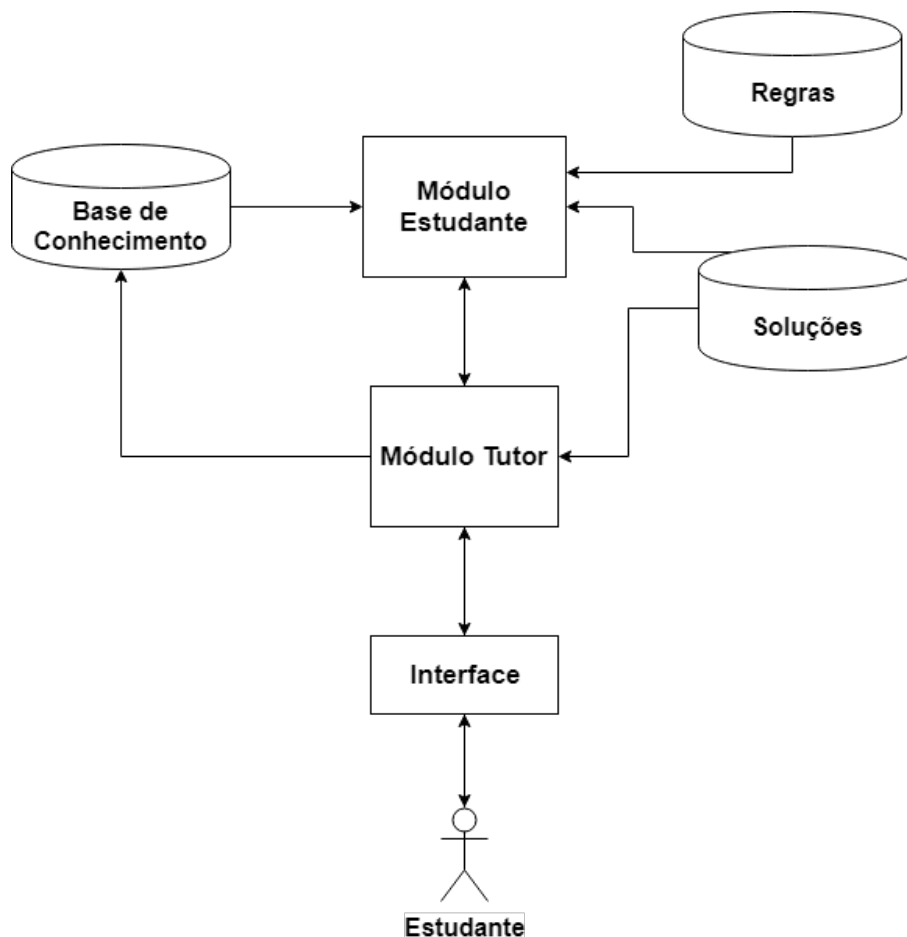 Regras
Módulo
Estudante
Base de
Conhecimento
Soluções
Módulo Tutor
Interface
Estudante